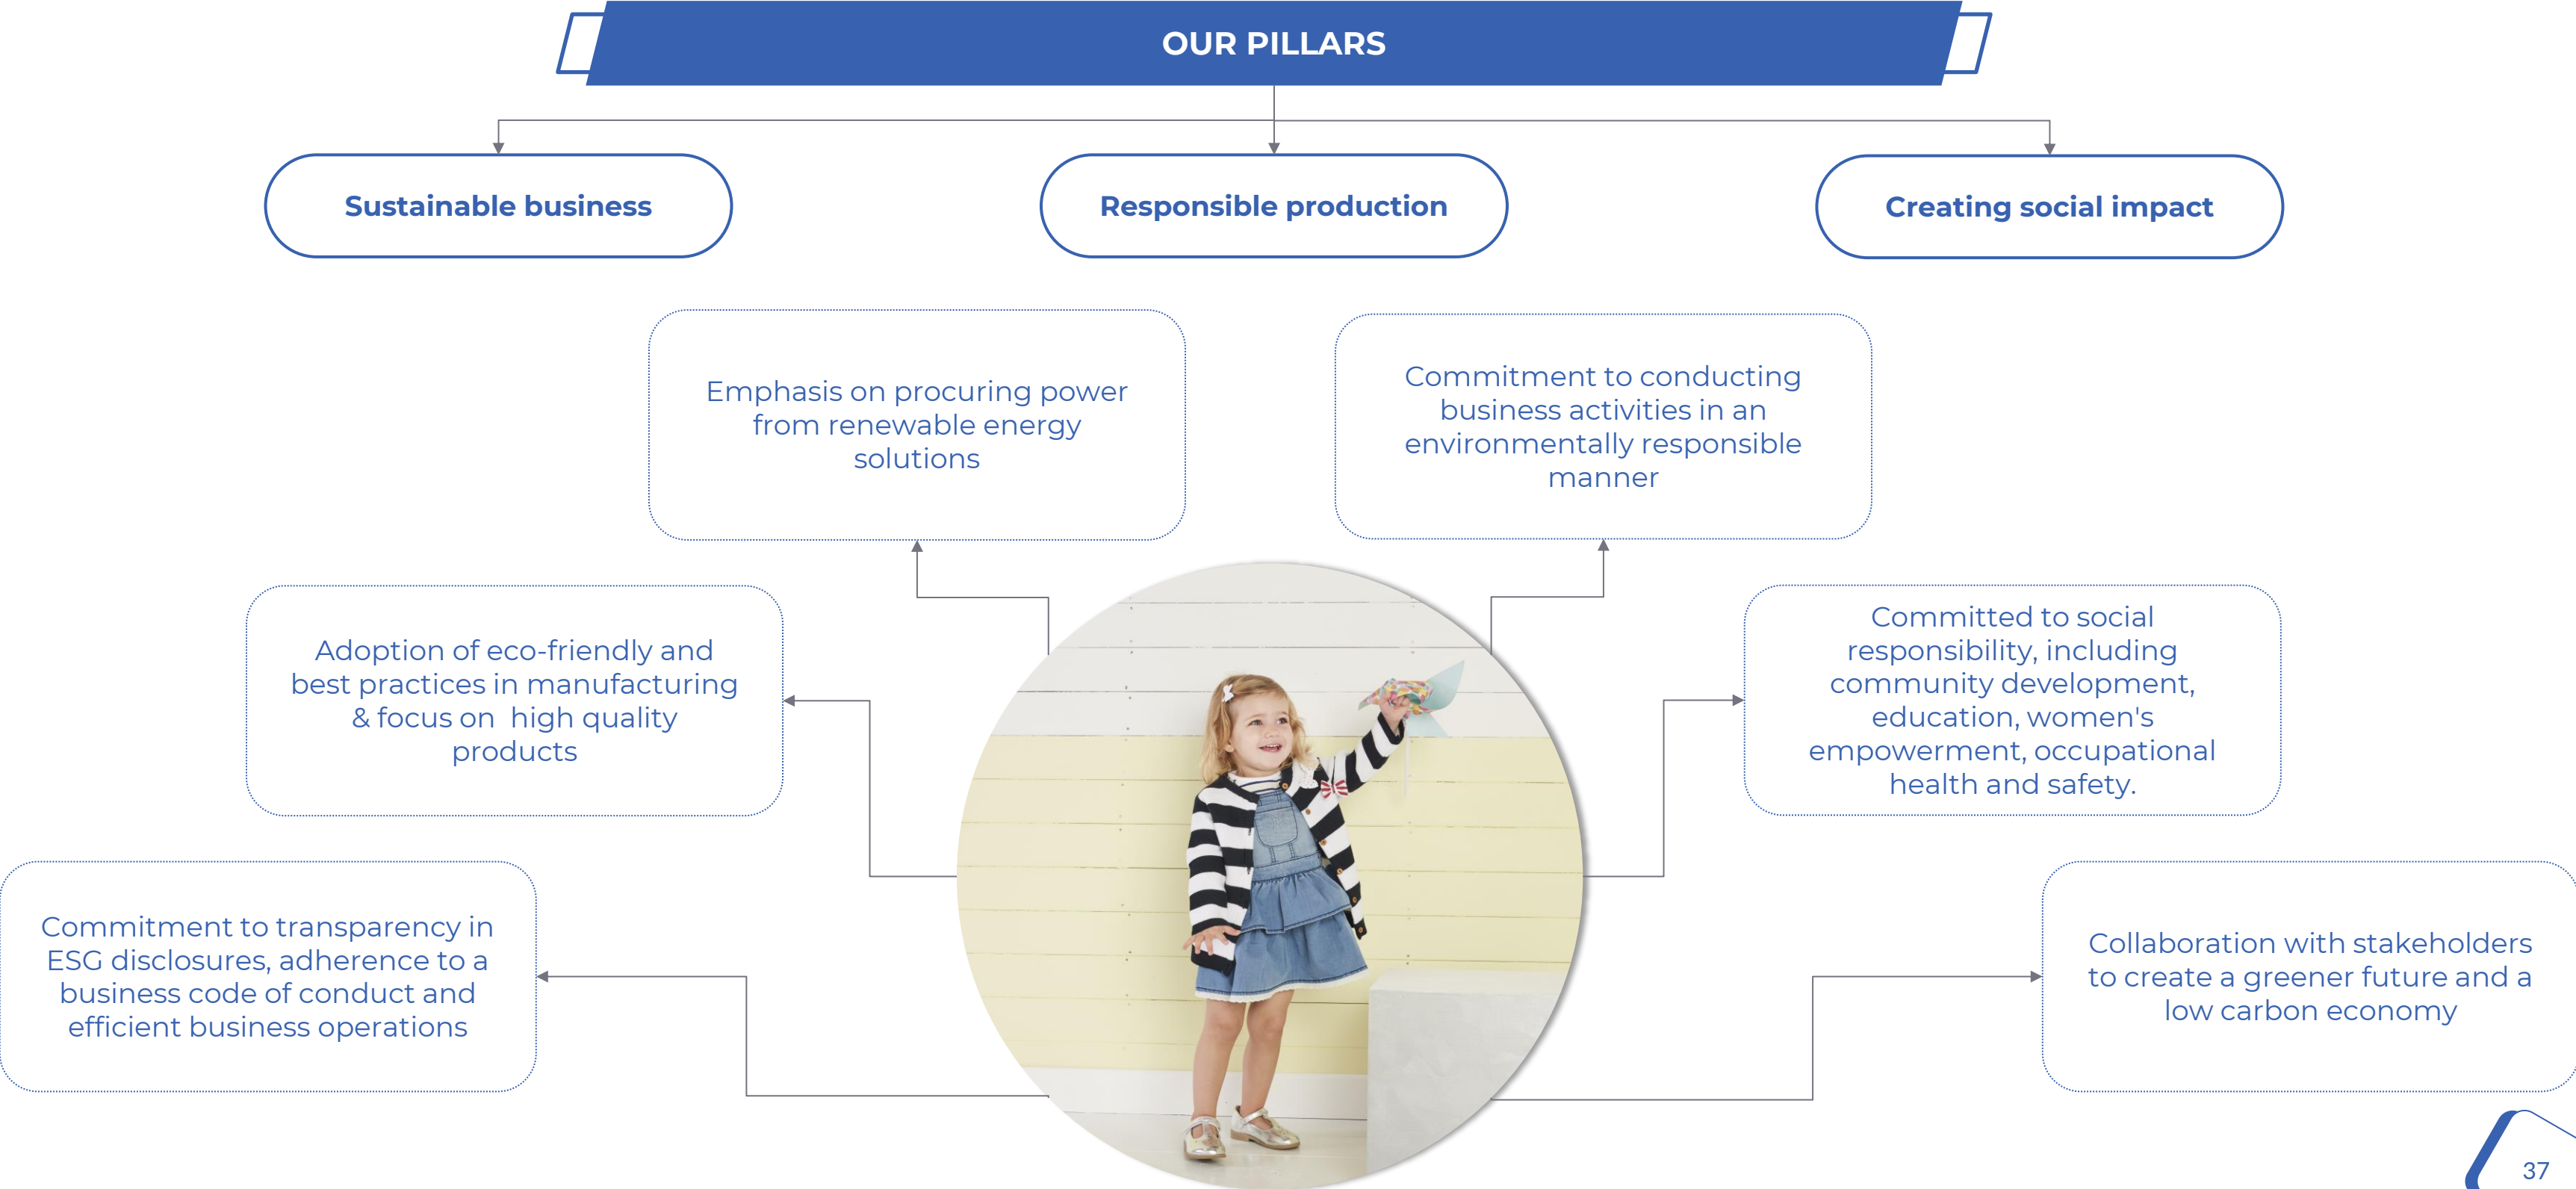 OUR PILLARS
Sustainable business
Responsible production
Creating social impact
Emphasis on procuring power
from renewable energy
solutions
Commitment to conducting
business activities in an
environmentally responsible
manner
Adoption of eco-friendly and
best practices in manufacturing
& focus on  high quality
products
Committed to social
responsibility, including
community development,
education, women's
empowerment, occupational
health and safety.
Commitment to transparency in
ESG disclosures, adherence to a
business code of conduct and
efficient business operations
Collaboration with stakeholders
to create a greener future and a
low carbon economy
37